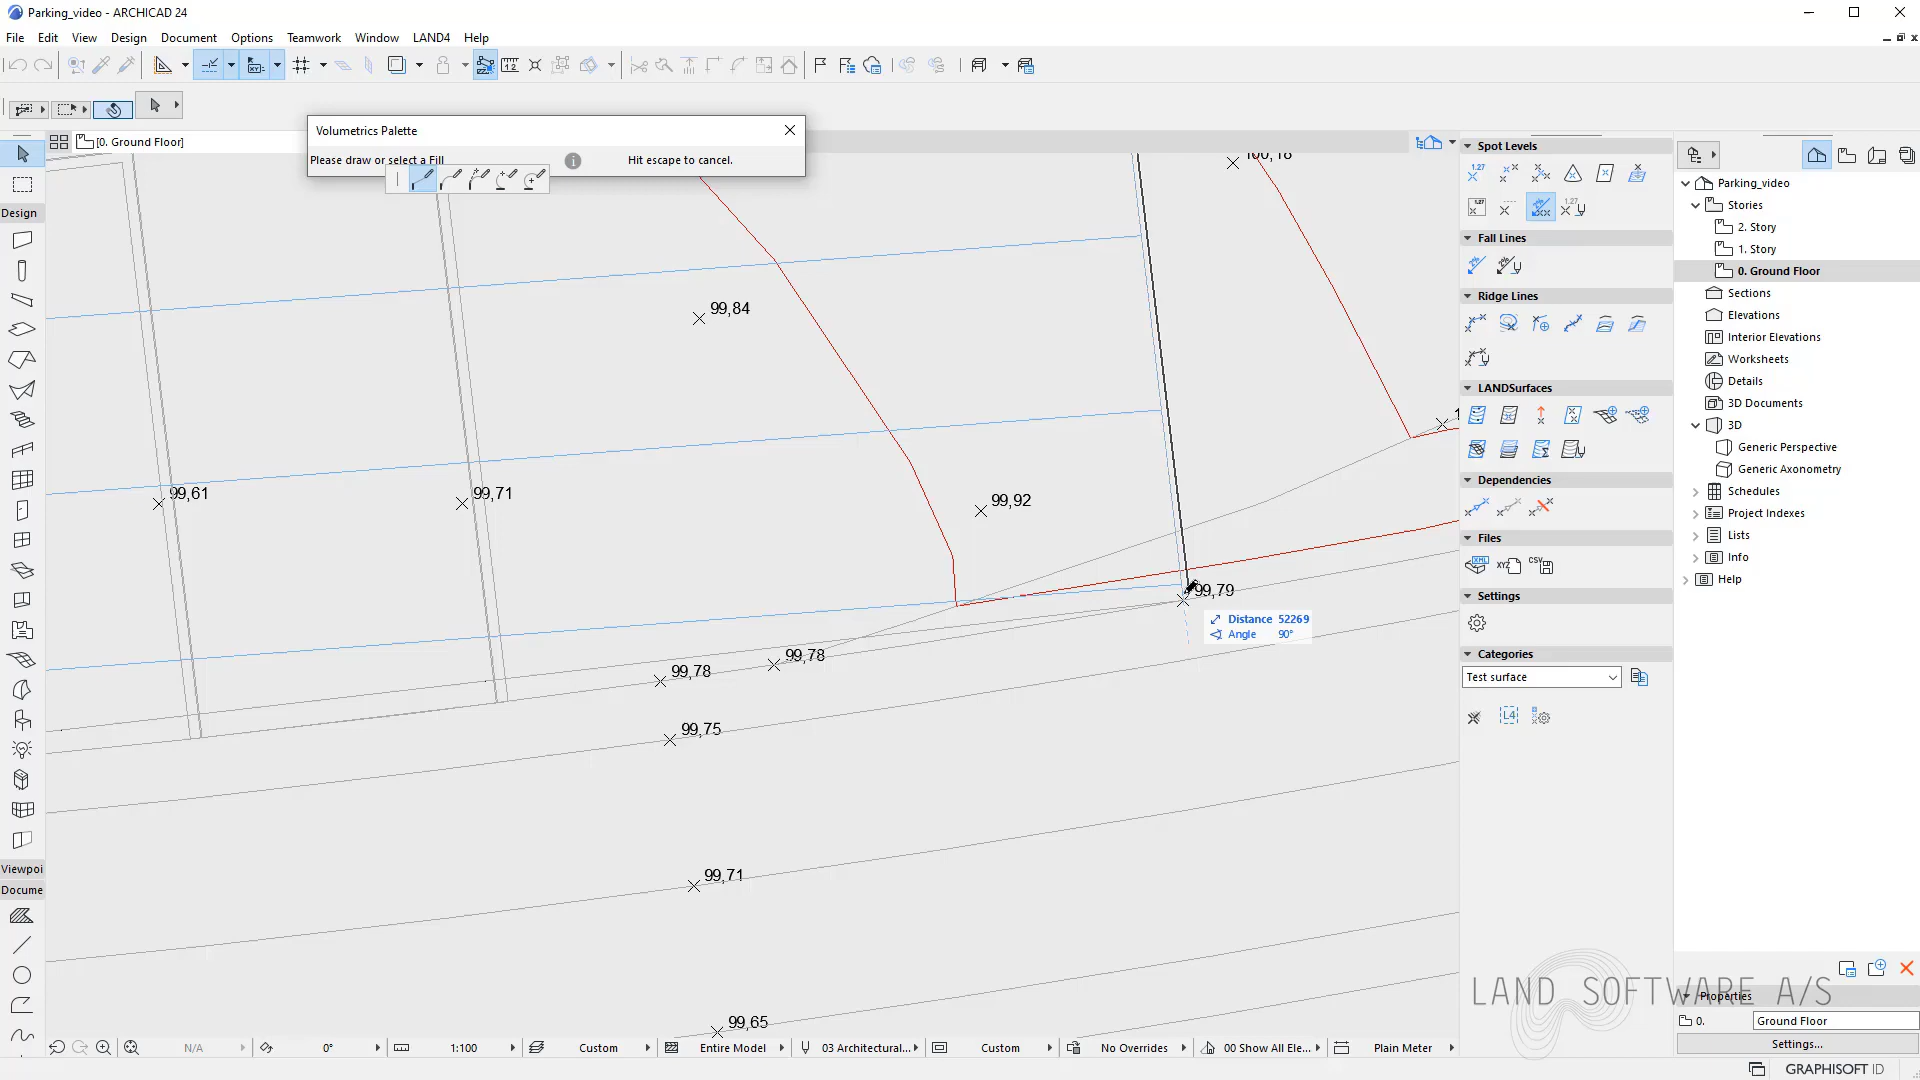 Parking_video - ARCHICAD 24
File Edit View Design Document Options Teamwork Window LAND4 Help
[0. Ground Floor]
Volumetrics Palette
Please draw or select a Fill
Hit escape to cancel.
Design
Viewpoi
Docume
99,84
99,61
99,71
99,92
99,79
Distance 52269
Angle 90°
99,78
99,78
99,75
99,71
99,65
Spot Levels
Fall Lines
Ridge Lines
LANDSurfaces
Dependencies
Files
Settings
Categories
Test surface
Parking_video
Stories
2. Story
1. Story
0. Ground Floor
Sections
Elevations
Interior Elevations
Worksheets
Details
3D Documents
3D
Generic Perspective
Generic Axonometry
Schedules
Project Indexes
Lists
Info
Help
LAND SOFTWARE A/S
Properties
0. Ground Floor
Settings...
N/A 0° 1:100 Custom Entire Model 03 Architectural... Custom No Overrides 00 Show All Ele... Plain Meter
GRAPHISOFT ID